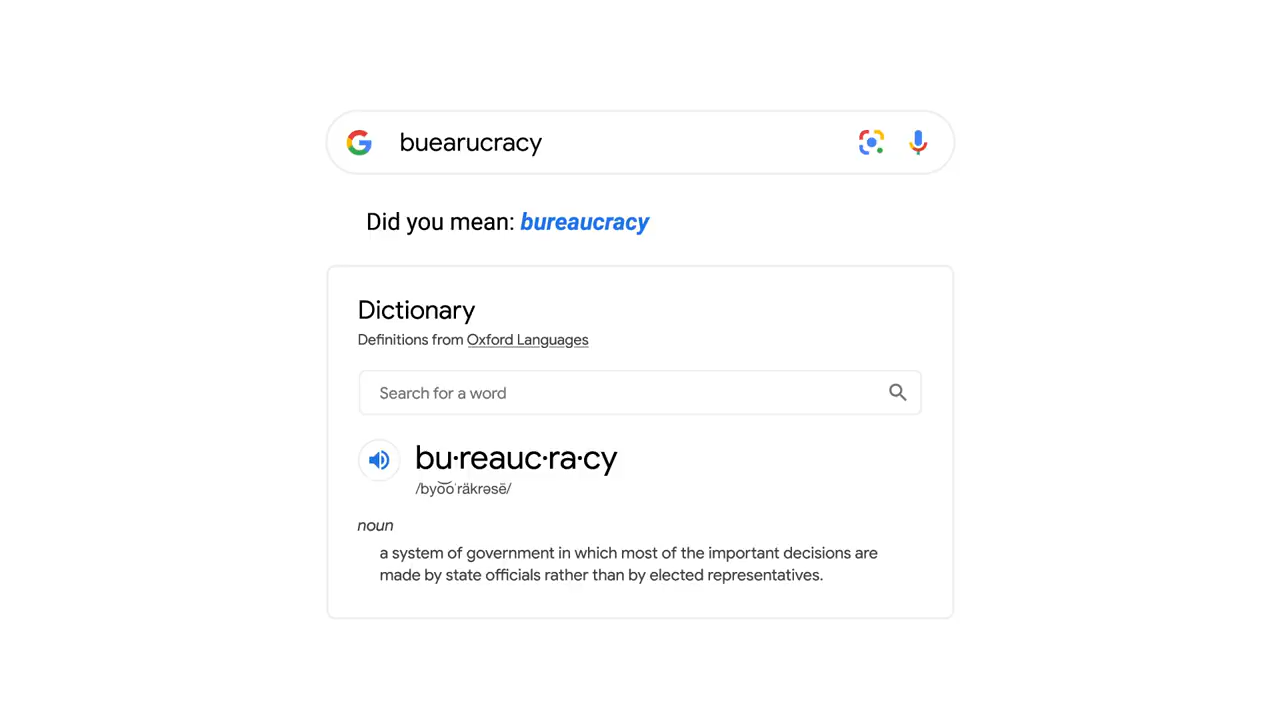 buearucracy
Did you mean: bureaucracy
Dictionary
Definitions from Oxford Languages
Search for a word
bu·reauc·ra·cy
/byo͝oˈräkrəsē/
noun
a system of government in which most of the important decisions are
made by state officials rather than by elected representatives.